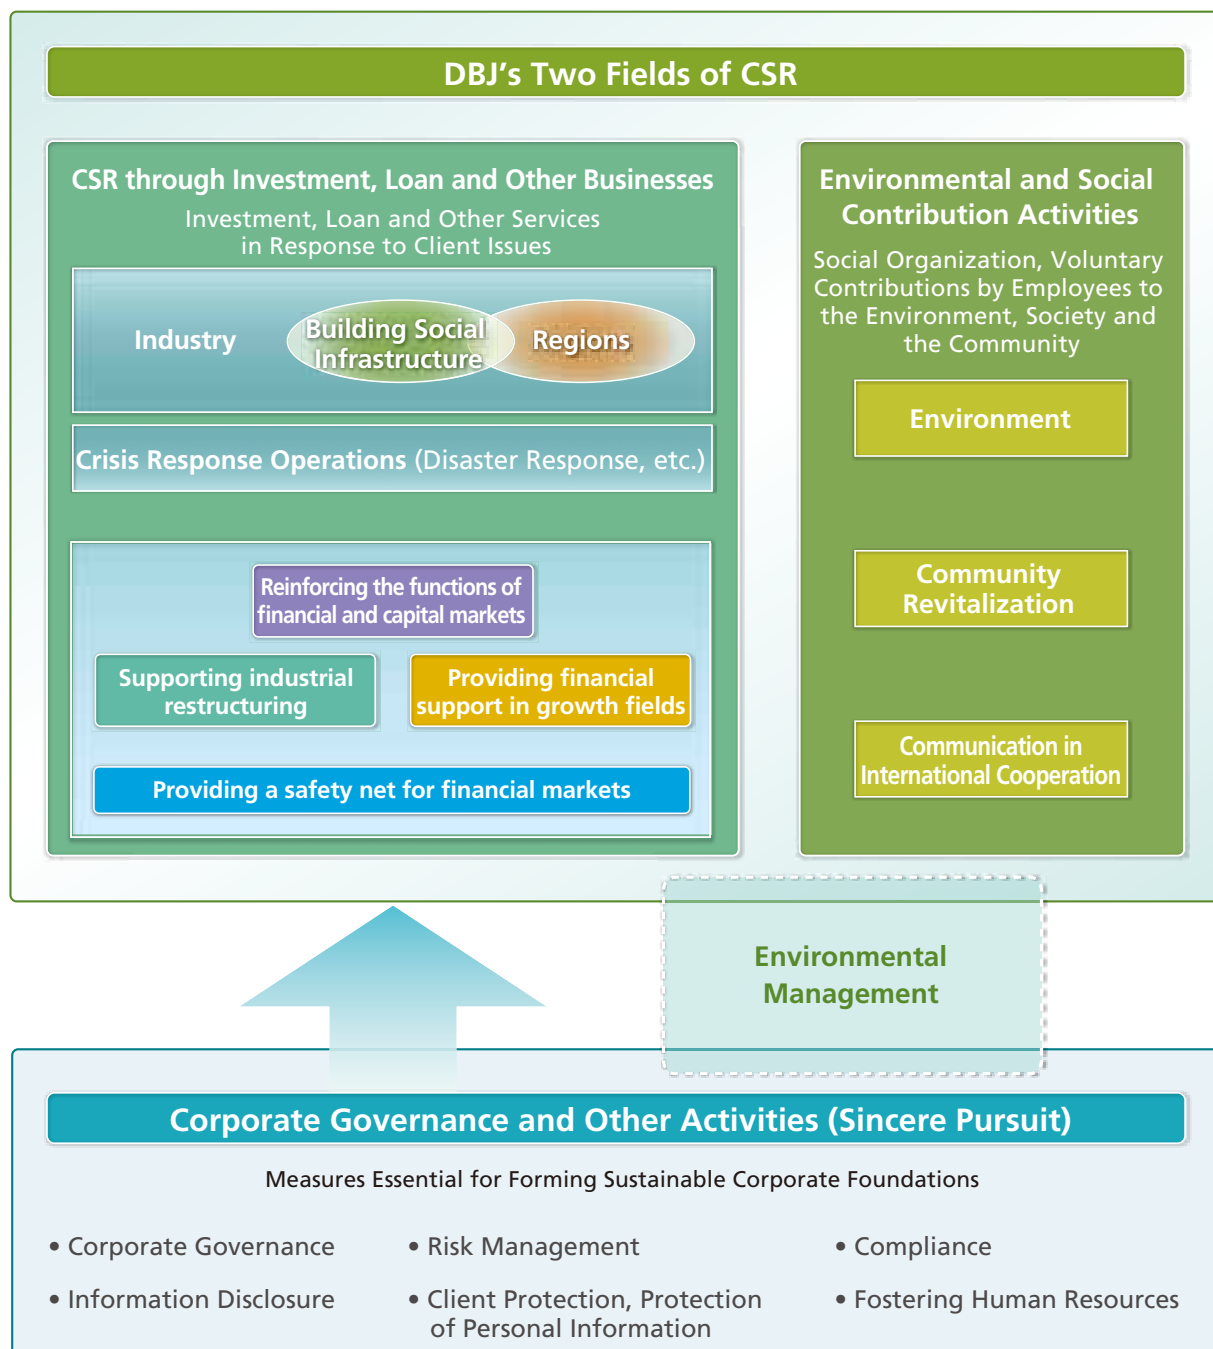 DBJ's Two Fields of CSR
CSR through Investment, Loan and Other Businesses
Investment, Loan and Other Services
in Response to Client Issues
Industry
Building Social
Infrastructure
Regions
Crisis Response Operations (Disaster Response, etc.)
Reinforcing the functions of
financial and capital markets
Supporting industrial
restructuring
Providing financial
support in growth fields
Providing a safety net for financial markets
Environmental and Social
Contribution Activities
Social Organization, Voluntary
Contributions by Employees to
the Environment, Society and
the Community
Environment
Community
Revitalization
Communication in
International Cooperation
Environmental
Management
Corporate Governance and Other Activities (Sincere Pursuit)
Measures Essential for Forming Sustainable Corporate Foundations
• Corporate Governance
• Risk Management
• Compliance
• Information Disclosure
• Client Protection, Protection
of Personal Information
• Fostering Human Resources